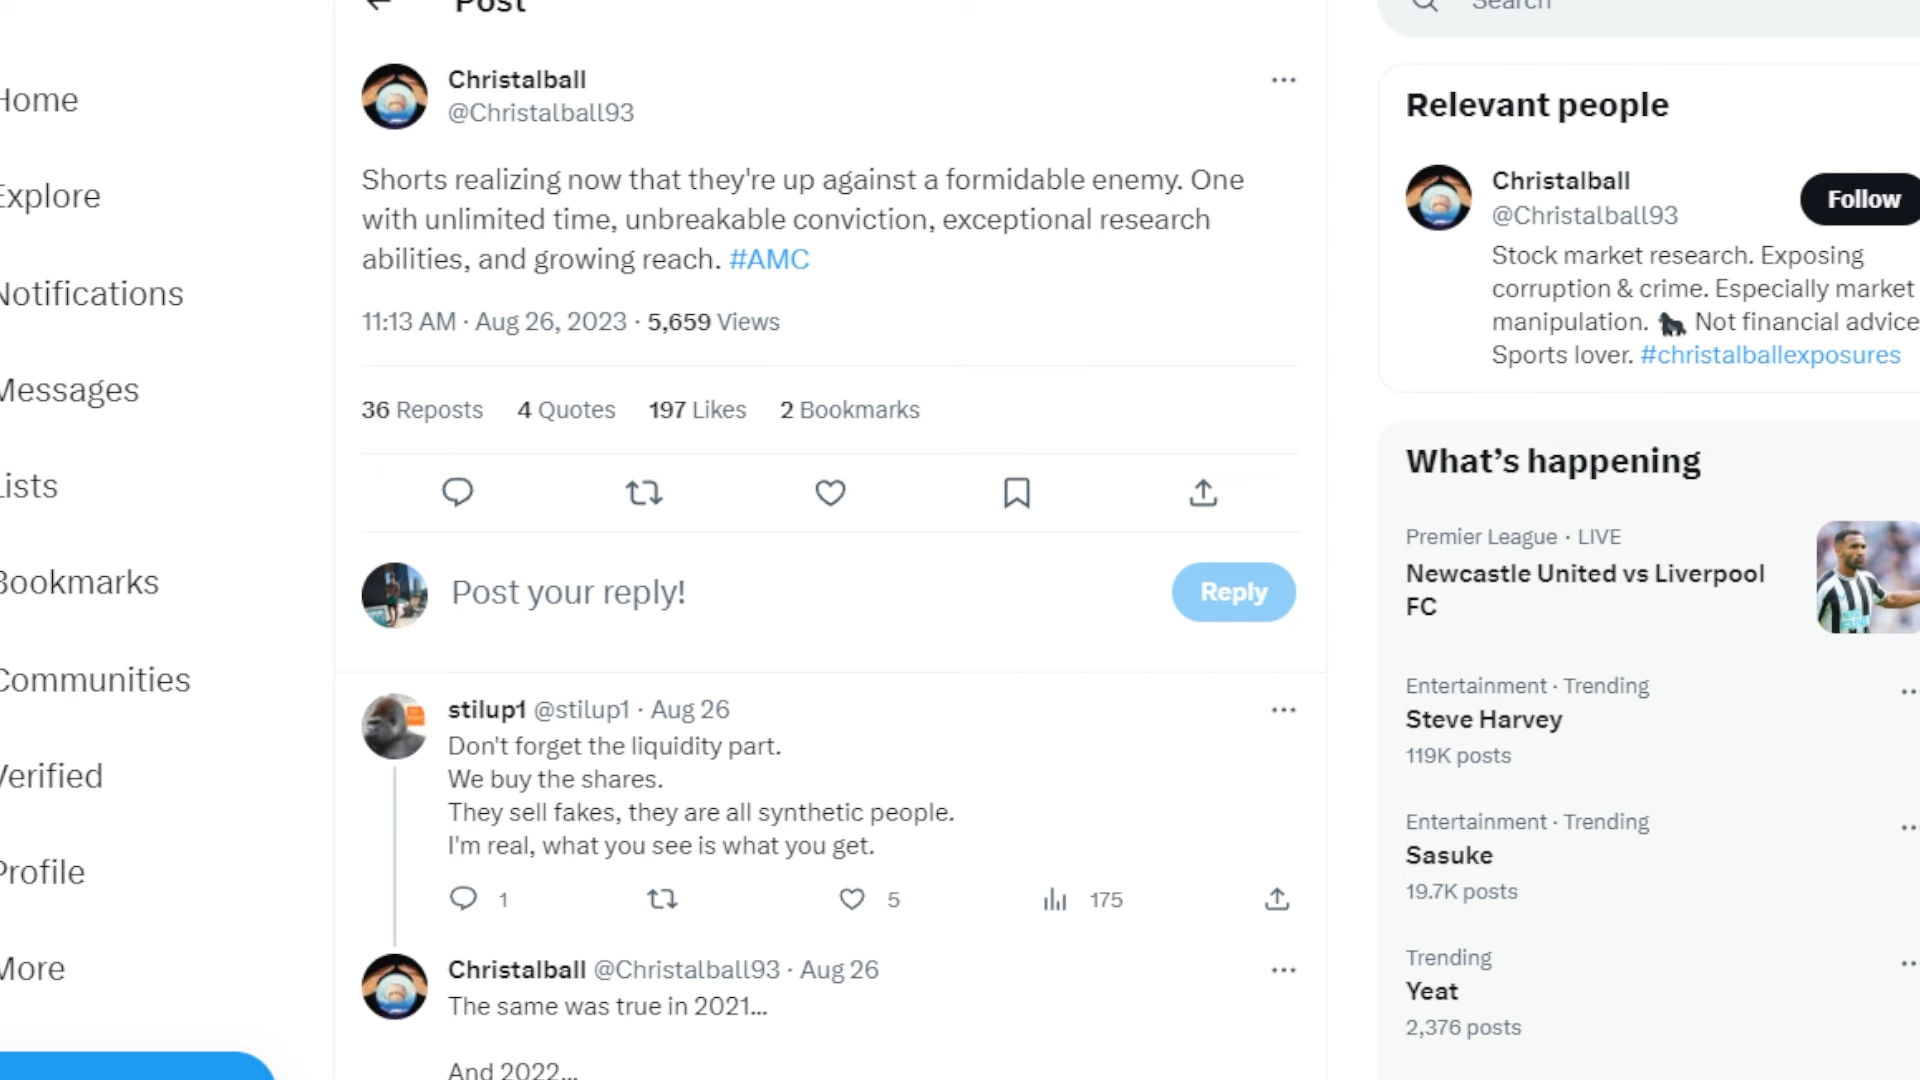 Post
Search
Home
Explore
Notifications
Messages
Lists
Bookmarks
Communities
Verified
Profile
More
Christalball
@Christalball93
Shorts realizing now that they're up against a formidable enemy. One
with unlimited time, unbreakable conviction, exceptional research
abilities, and growing reach. #AMC
11:13 AM · Aug 26, 2023 · 5,659 Views
36 Reposts 4 Quotes 197 Likes 2 Bookmarks
Post your reply!
Reply
stilup1 @stilup1 · Aug 26
Don't forget the liquidity part.
We buy the shares.
They sell fakes, they are all synthetic people.
I'm real, what you see is what you get.
1 5 175
Christalball @Christalball93 · Aug 26
The same was true in 2021...
And 2022...
Relevant people
Christalball
@Christalball93
Follow
Stock market research. Exposing
corruption & crime. Especially market
manipulation. 🦍 Not financial advice
Sports lover. #christalballexposures
What’s happening
Premier League · LIVE
Newcastle United vs Liverpool
FC
Entertainment · Trending
Steve Harvey
119K posts
Entertainment · Trending
Sasuke
19.7K posts
Trending
Yeat
2,376 posts